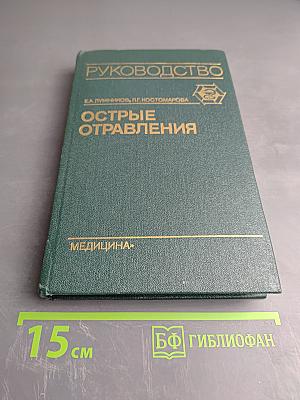 РУКОВОДСТВО
Е.А. ЛУЖНИКОВ, Л.Г. КОСТОМАРОВА
ОСТРЫЕ
ОТРАВЛЕНИЯ
·МЕДИЦИНА·
15 см
БФ ГИБЛИОФАН